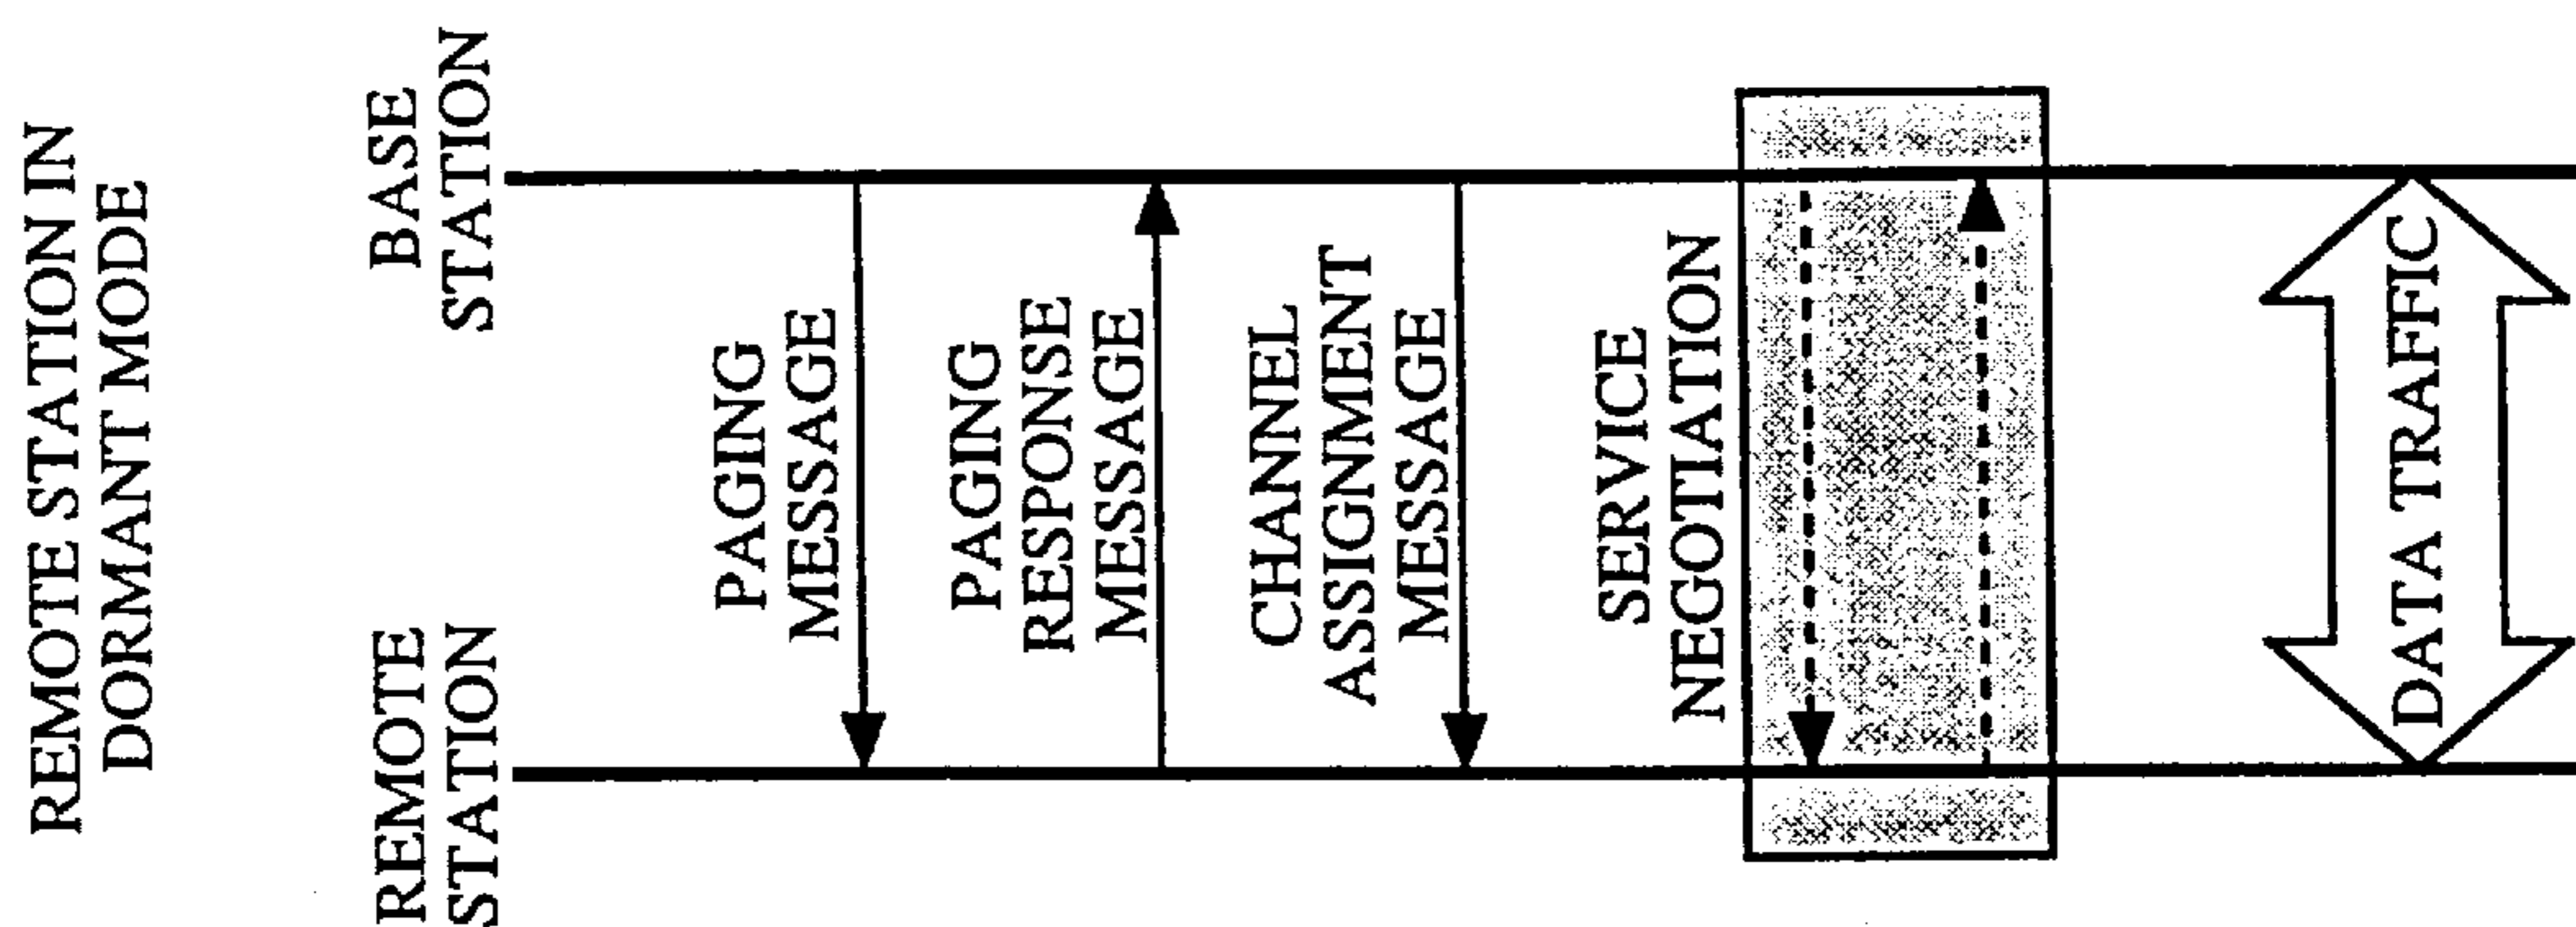 REMOTE STATION IN
DORMANT MODE
REMOTE
STATION
BASE
STATION
PAGING
MESSAGE
PAGING
RESPONSE
MESSAGE
CHANNEL
ASSIGNMENT
MESSAGE
SERVICE
NEGOTIATION
DATA TRAFFIC